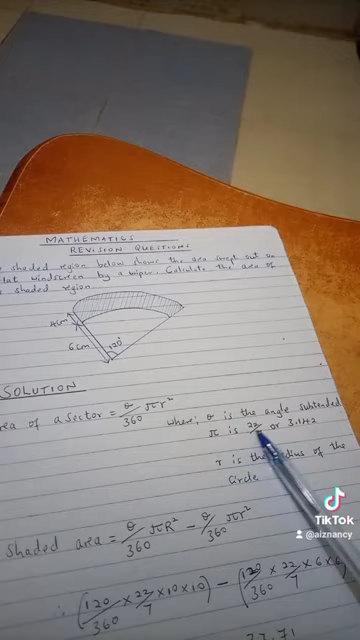 MATHEMATICS
REVISION QUESTIONS
shaded region below shows the area swept out on
flat windscreen by a wiper. Calculate the area of
shaded region.
4cm
6cm
120°
SOLUTION
area of a sector = θ/360 πr²
where; θ is the angle subtended
π is 22/7 or 3.142
r is the radius of the
Circle
shaded area = θ/360 πR² - θ/360 πr²
∴ (120/360 × 22/7 × 10 × 10) - (120/360 × 22/7 × 6 × 6)
TikTok
@aiznancy